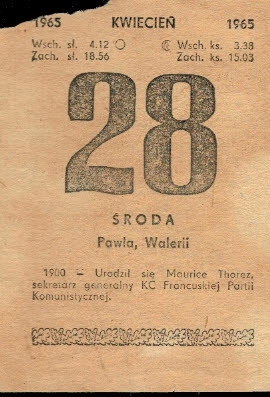 1965 KWIECIEŃ 1965
Wsch. sł. 4.12 Wsch. ks. 3.38
Zach. sł. 18.56 Zach. ks. 15.03
28
ŚRODA
Pawła, Walerii
1900 — Urodził się Maurice Thorez,
sekretarz generalny KC Francuskiej Partii
Komunistycznej.